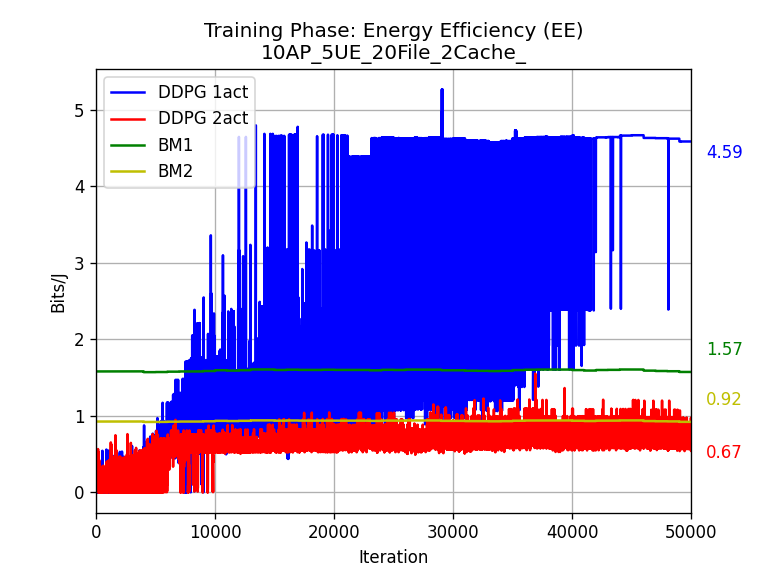 Training Phase: Energy Efficiency (EE)
10AP_5UE_20File_2Cache_
DDPG 1act
DDPG 2act
BM1
BM2
5
4
3
2
1
0
Bits/J
4.59
1.57
0.92
0.67
0 10000 20000 30000 40000 50000
Iteration